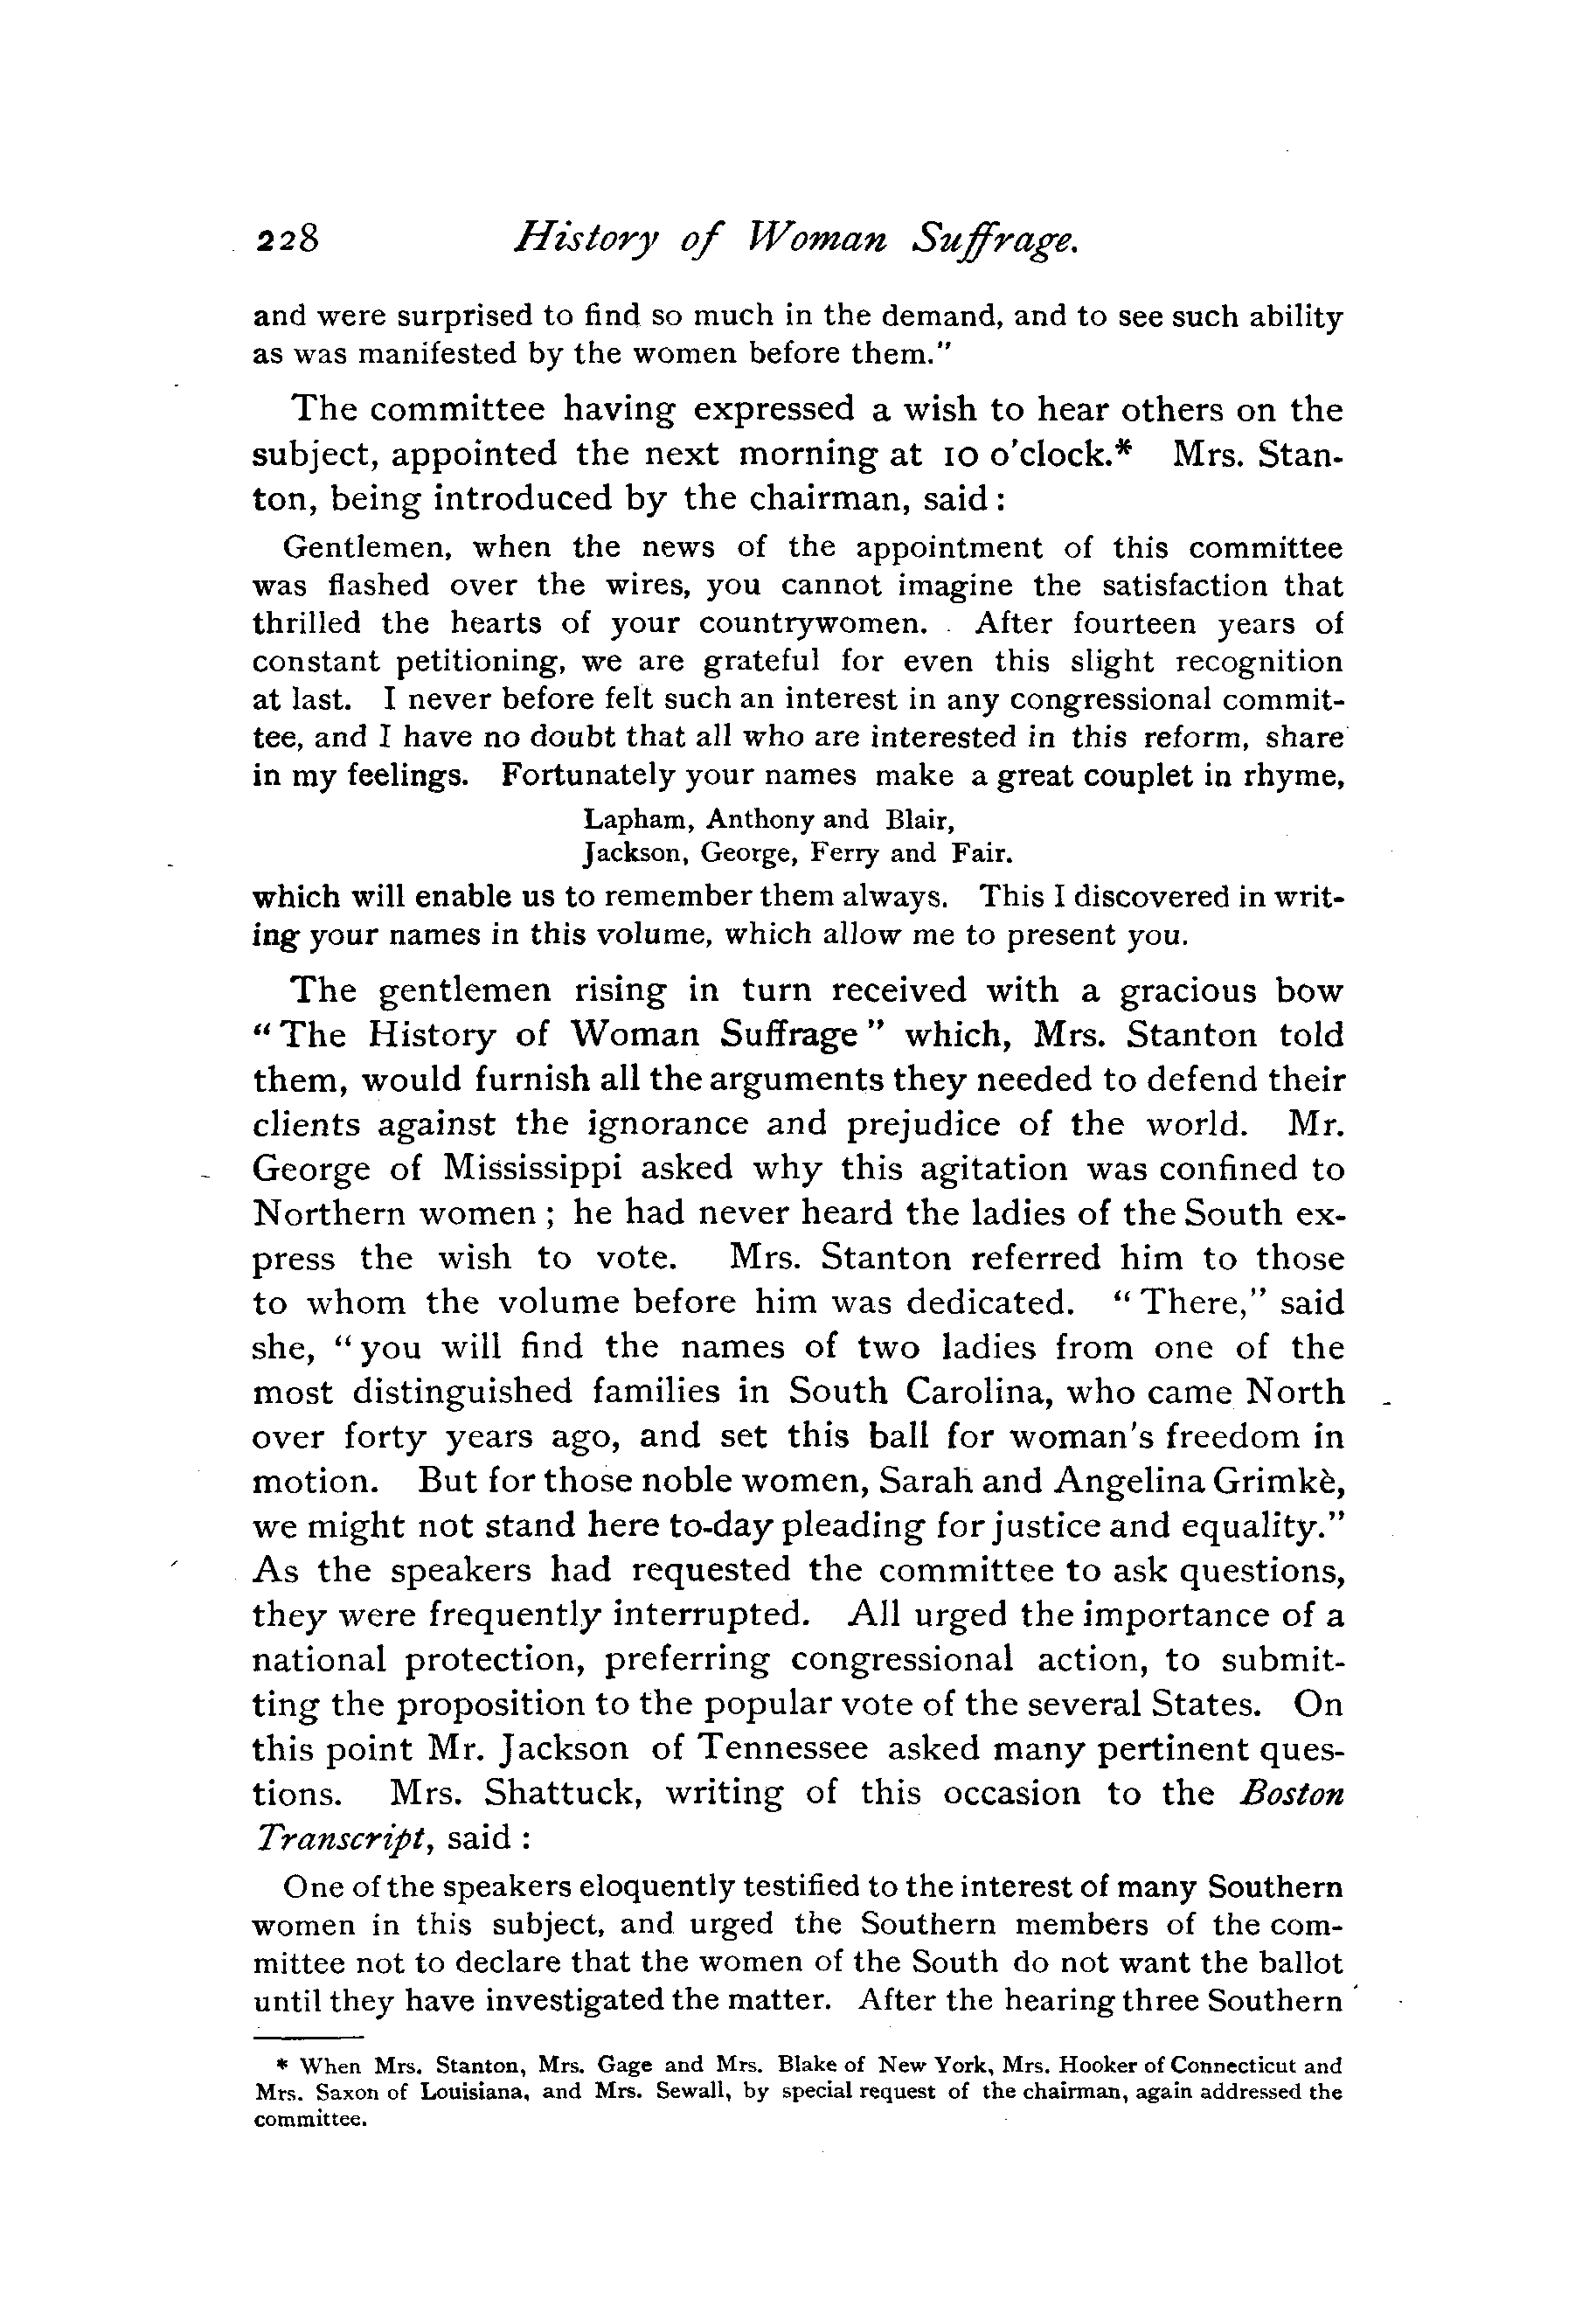 228 History of Woman Suffrage.
and were surprised to find so much in the demand, and to see such ability
as was manifested by the women before them."
The committee having expressed a wish to hear others on the
subject, appointed the next morning at 10 o'clock.* Mrs. Stan-
ton, being introduced by the chairman, said :
Gentlemen, when the news of the appointment of this committee
was flashed over the wires, you cannot imagine the satisfaction that
thrilled the hearts of your countrywomen. After fourteen years of
constant petitioning, we are grateful for even this slight recognition
at last. I never before felt such an interest in any congressional commit-
tee, and I have no doubt that all who are interested in this reform, share
in my feelings. Fortunately your names make a great couplet in rhyme,
Lapham, Anthony and Blair,
Jackson, George, Ferry and Fair.
which will enable us to remember them always. This I discovered in writ-
ing your names in this volume, which allow me to present you.
The gentlemen rising in turn received with a gracious bow
"The History of Woman Suffrage" which, Mrs. Stanton told
them, would furnish all the arguments they needed to defend their
clients against the ignorance and prejudice of the world. Mr.
George of Mississippi asked why this agitation was confined to
Northern women ; he had never heard the ladies of the South ex-
press the wish to vote. Mrs. Stanton referred him to those
to whom the volume before him was dedicated. "There," said
she, "you will find the names of two ladies from one of the
most distinguished families in South Carolina, who came North
over forty years ago, and set this ball for woman's freedom in
motion. But for those noble women, Sarah and Angelina Grimkè,
we might not stand here to-day pleading for justice and equality."
As the speakers had requested the committee to ask questions,
they were frequently interrupted. All urged the importance of a
national protection, preferring congressional action, to submit-
ting the proposition to the popular vote of the several States. On
this point Mr. Jackson of Tennessee asked many pertinent ques-
tions. Mrs. Shattuck, writing of this occasion to the Boston
Transcript, said :
One of the speakers eloquently testified to the interest of many Southern
women in this subject, and urged the Southern members of the com-
mittee not to declare that the women of the South do not want the ballot
until they have investigated the matter. After the hearing three Southern
* When Mrs. Stanton, Mrs. Gage and Mrs. Blake of New York, Mrs. Hooker of Connecticut and
Mrs. Saxon of Louisiana, and Mrs. Sewall, by special request of the chairman, again addressed the
committee.